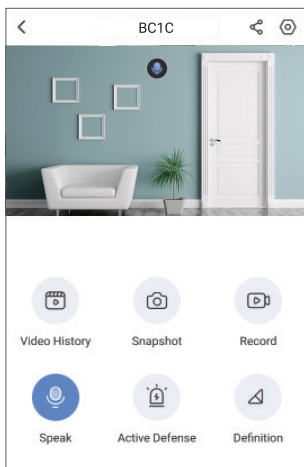 BC1C
Video History
Snapshot
Record
Speak
Active Defense
Definition